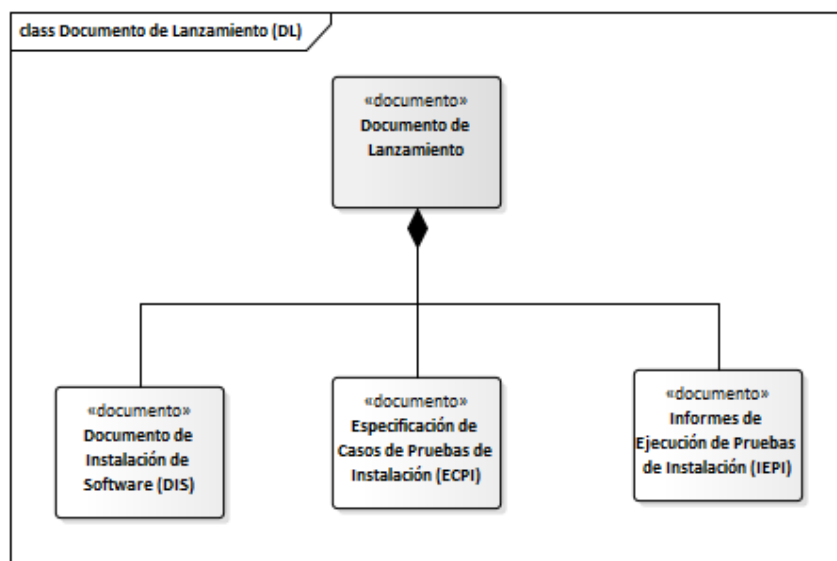 class Documento de Lanzamiento (DL)
«documento»
Documento de
Lanzamiento
«documento»
Documento de
Instalación de
Software (DIS)
«documento»
Especificación de
Casos de Pruebas de
Instalación (ECPI)
«documento»
Informes de
Ejecución de Pruebas
de Instalación (IEPI)